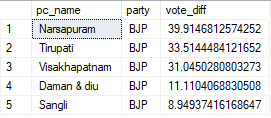 pc_name party vote_diff
1 Narsapuram BJP 39.9146812574252
2 Tirupati BJP 33.5144484121652
3 Visakhapatnam BJP 31.0450280803273
4 Daman & diu BJP 11.1104068830508
5 Sangli BJP 8.94937416168647